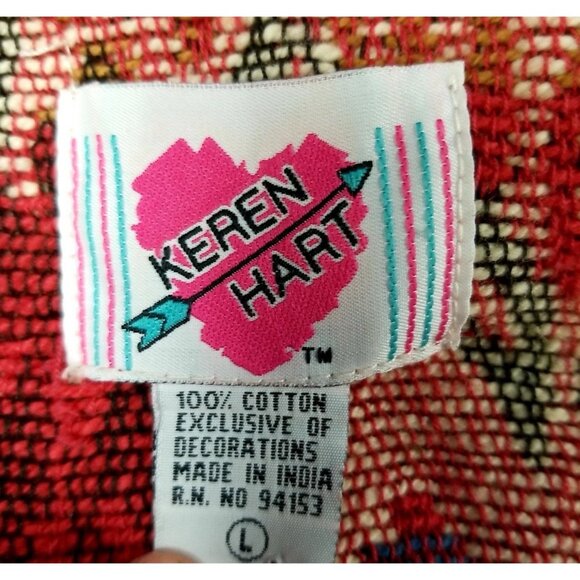 KEREN
HART
TM
100% COTTON
EXCLUSIVE OF
DECORATIONS
MADE IN INDIA
R.N. NO 94153
L